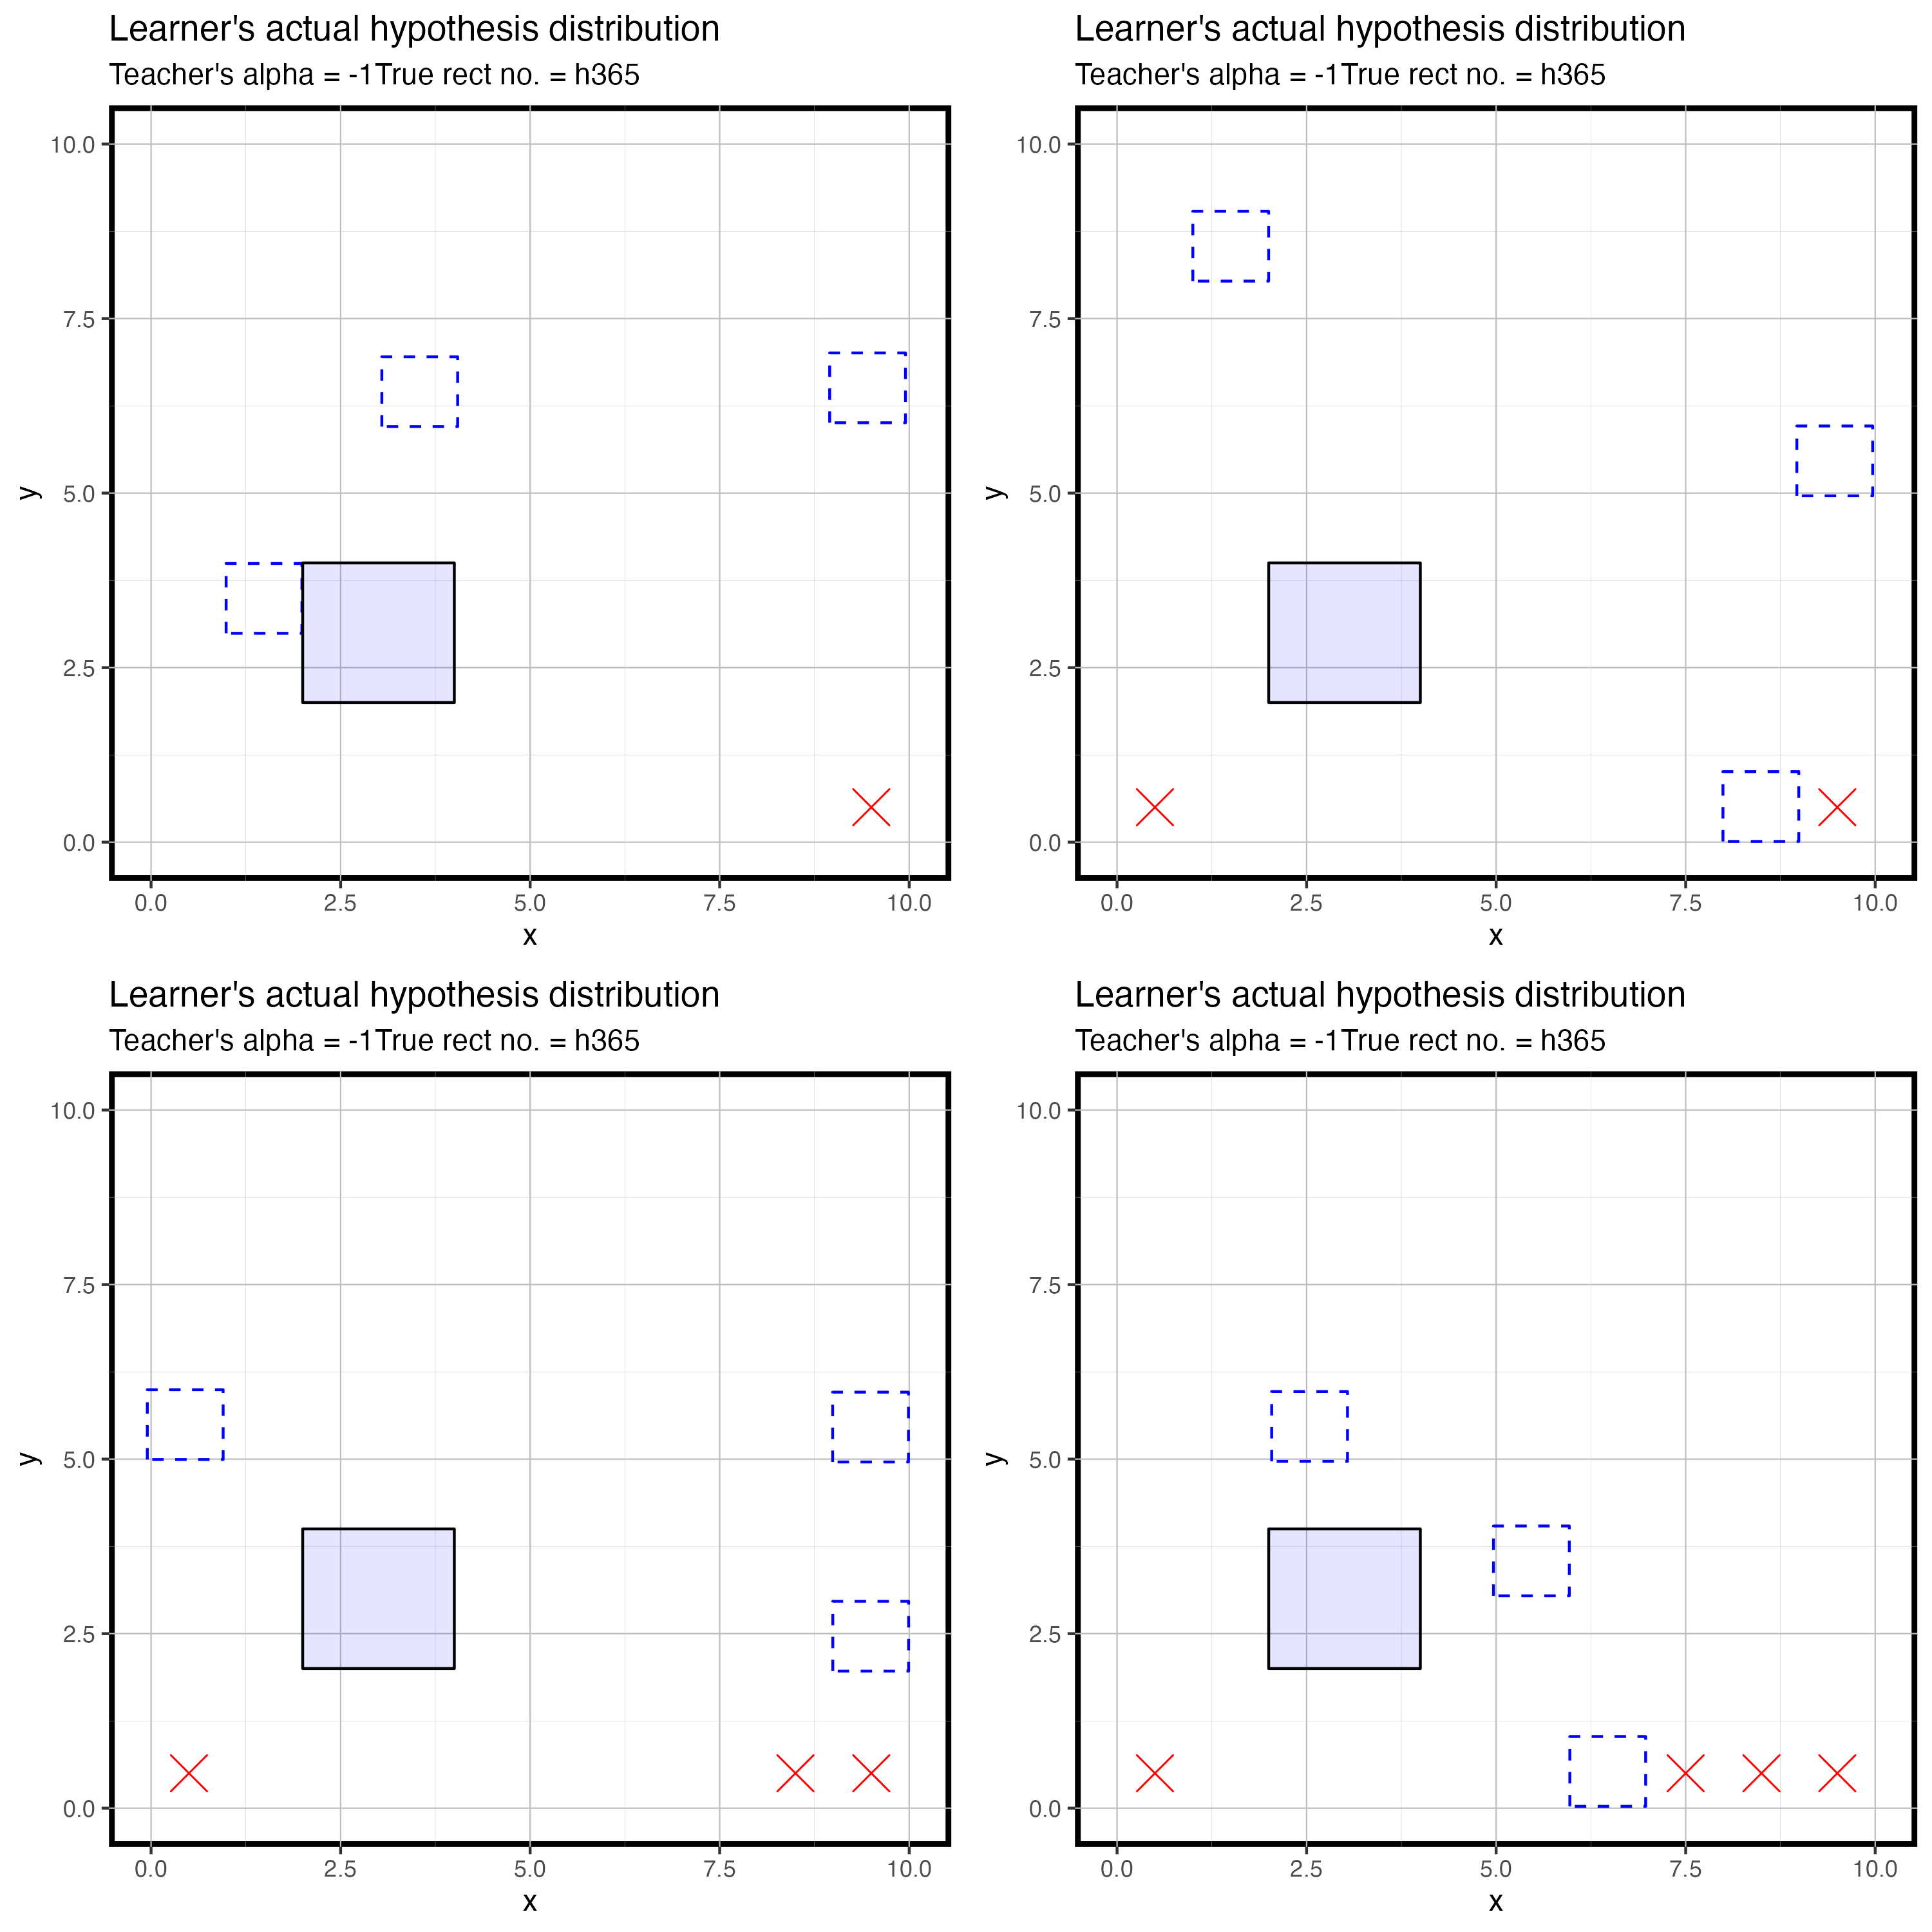 Learner's actual hypothesis distribution
Teacher's alpha = -1True rect no. = h365
10.0
7.5
y
5.0
2.5
0.0
0.0 2.5 5.0 7.5 10.0
x
Learner's actual hypothesis distribution
Teacher's alpha = -1True rect no. = h365
10.0
7.5
y
5.0
2.5
0.0
0.0 2.5 5.0 7.5 10.0
x
Learner's actual hypothesis distribution
Teacher's alpha = -1True rect no. = h365
10.0
7.5
y
5.0
2.5
0.0
0.0 2.5 5.0 7.5 10.0
x
Learner's actual hypothesis distribution
Teacher's alpha = -1True rect no. = h365
10.0
7.5
y
5.0
2.5
0.0
0.0 2.5 5.0 7.5 10.0
x